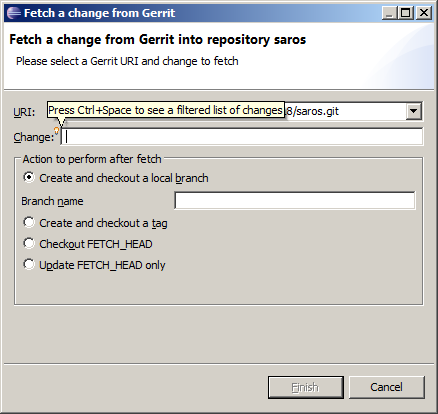 Fetch a change from Gerrit
Fetch a change from Gerrit into repository saros
Please select a Gerrit URI and change to fetch
Press Ctrl+Space to see a filtered list of changes
URI: 8/saros.git
Change:
Action to perform after fetch
Create and checkout a local branch
Branch name
Create and checkout a tag
Checkout FETCH_HEAD
Update FETCH_HEAD only
Finish
Cancel